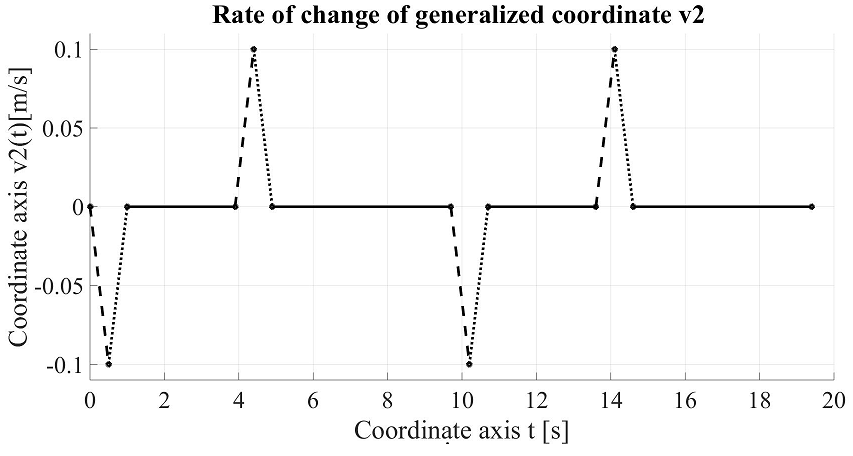 Rate of change of generalized coordinate v2
Coordinate axis v2(t)[m/s]
0.1
0.05
0
-0.05
-0.1
0 2 4 6 8 10 12 14 16 18 20
Coordinate axis t [s]